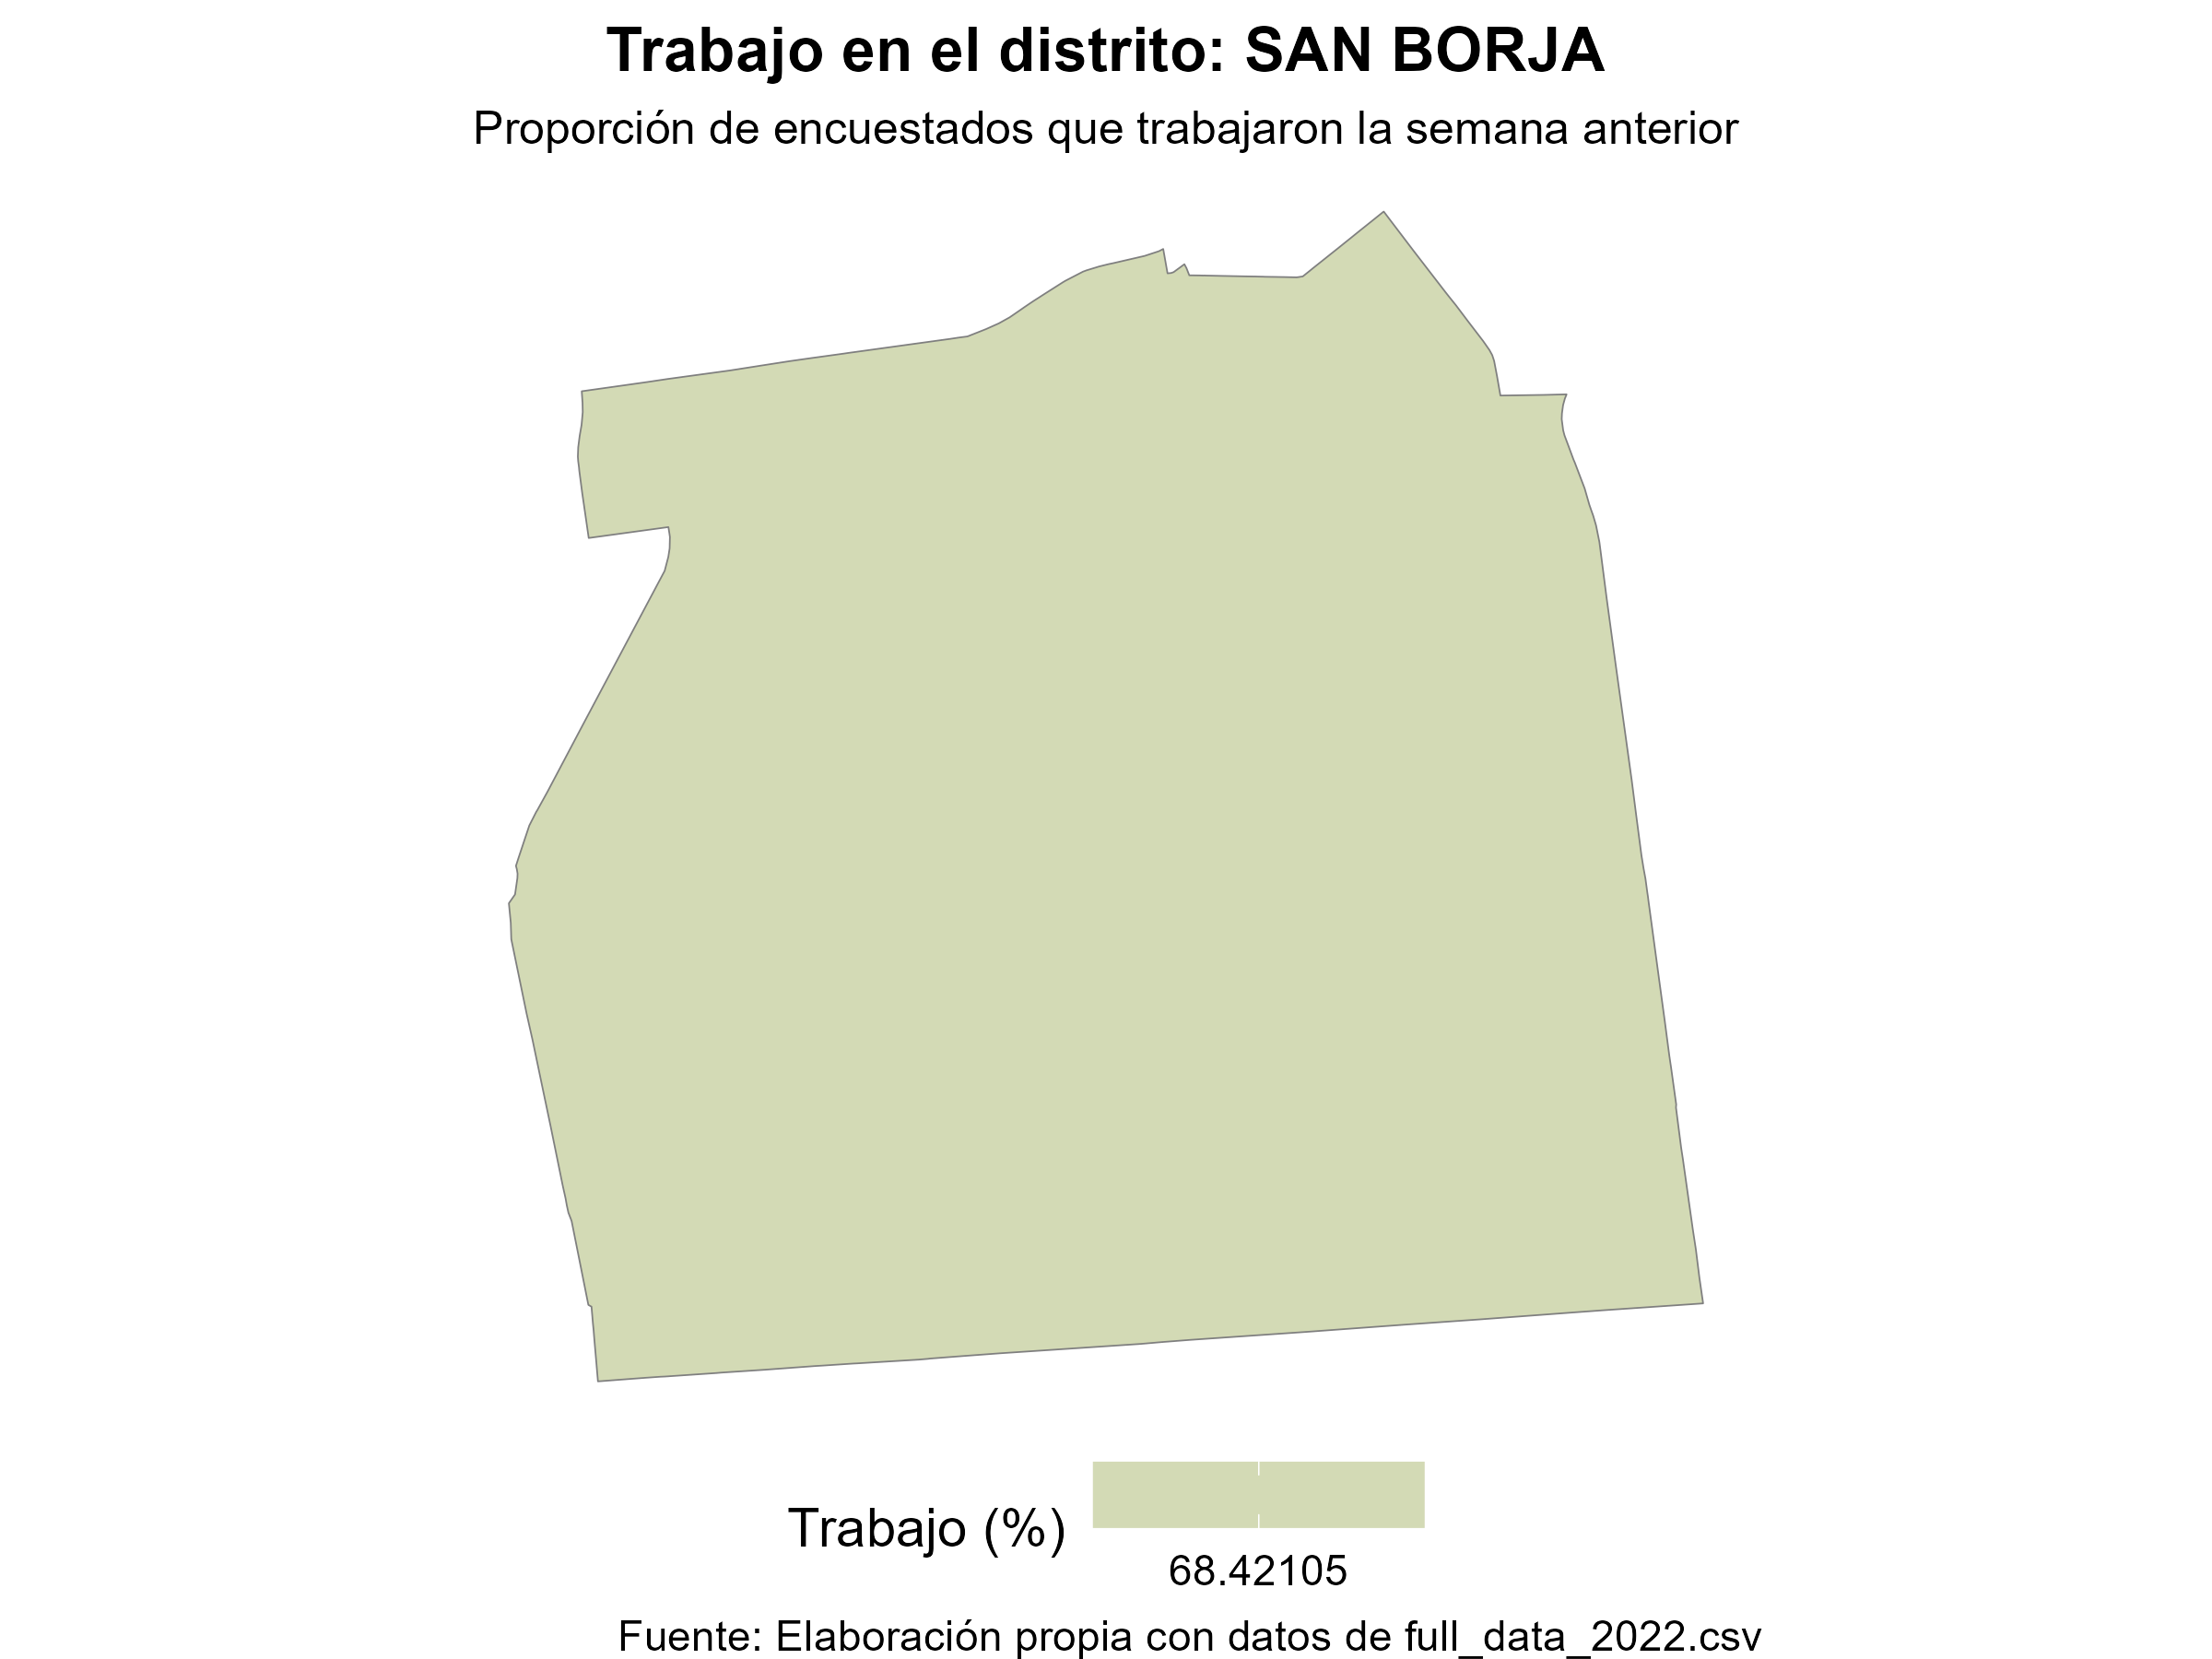 Trabajo en el distrito: SAN BORJA
Proporción de encuestados que trabajaron la semana anterior
Trabajo (%)
68.42105
Fuente: Elaboración propia con datos de full_data_2022.csv